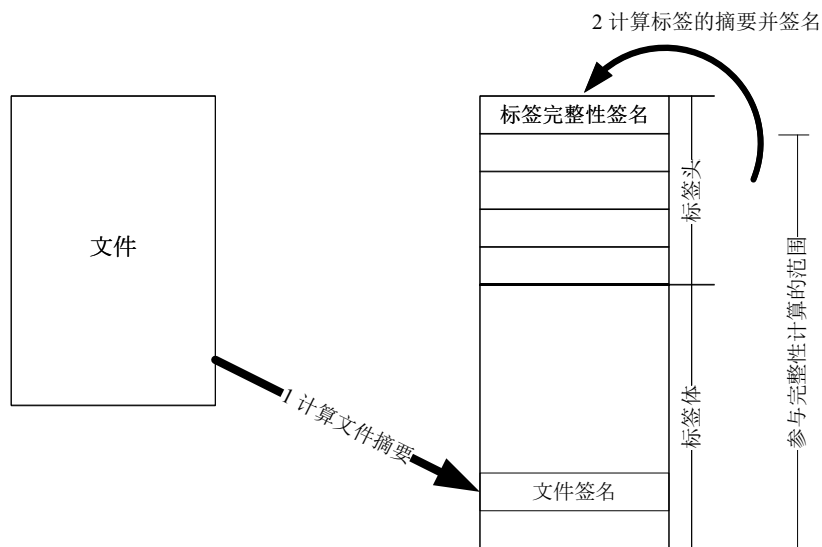 2 计算标签的摘要并签名
标签完整性签名
标签头
文件
参与完整性计算的范围
1 计算文件摘要
标签体
文件签名